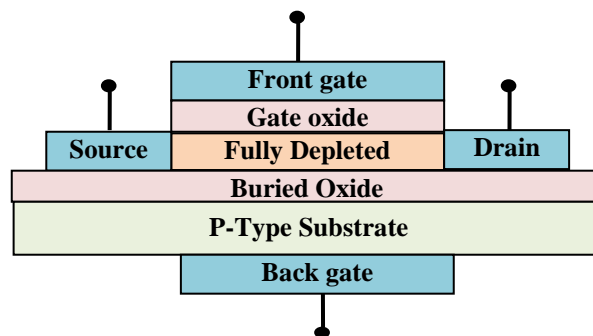 Front gate
Gate oxide
Source
Fully Depleted
Drain
Buried Oxide
P-Type Substrate
Back gate